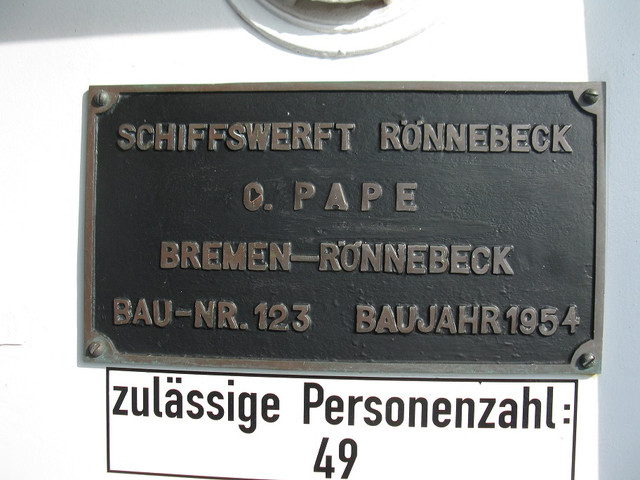 SCHIFFSWERFT RÖNNEBECK
C. PAPE
BREMEN-RÖNNEBECK
BAU-NR. 123 BAUJAHR 1954
zulässige Personenzahl:
49